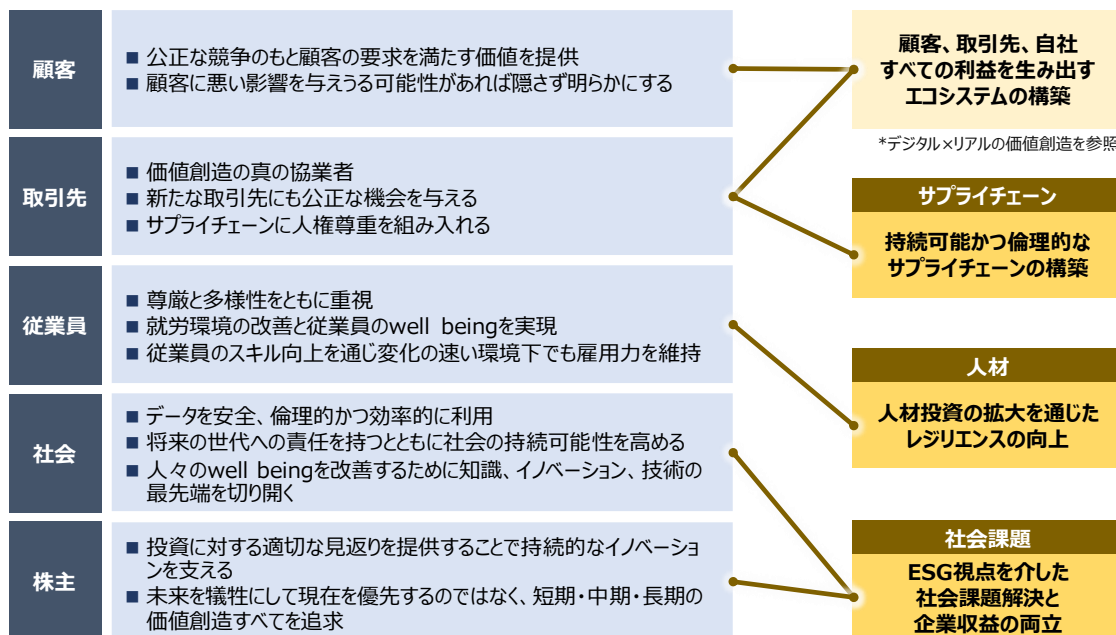 顧客
■ 公正な競争のもと顧客の要求を満たす価値を提供
■ 顧客に悪い影響を与えうる可能性があれば隠さず明らかにする
取引先
■ 価値創造の真の協業者
■ 新たな取引先にも公正な機会を与える
■ サプライチェーンに人権尊重を組み入れる
従業員
■ 尊厳と多様性をともに重視
■ 就労環境の改善と従業員のwell beingを実現
■ 従業員のスキル向上を通じ変化の速い環境下でも雇用力を維持
社会
■ データを安全、倫理的かつ効率的に利用
■ 将来の世代への責任を持つとともに社会の持続可能性を高める
■ 人々のwell beingを改善するために知識、イノベーション、技術の
最先端を切り開く
株主
■ 投資に対する適切な見返りを提供することで持続的なイノベーショ
ンを支える
■ 未来を犠牲にして現在を優先するのではなく、短期・中期・長期の
価値創造すべてを追求
顧客、取引先、自社
すべての利益を生み出す
エコシステムの構築
*デジタル×リアルの価値創造を参照
サプライチェーン
持続可能かつ倫理的な
サプライチェーンの構築
人材
人材投資の拡大を通じた
レジリエンスの向上
社会課題
ESG視点を介した
社会課題解決と
企業収益の両立